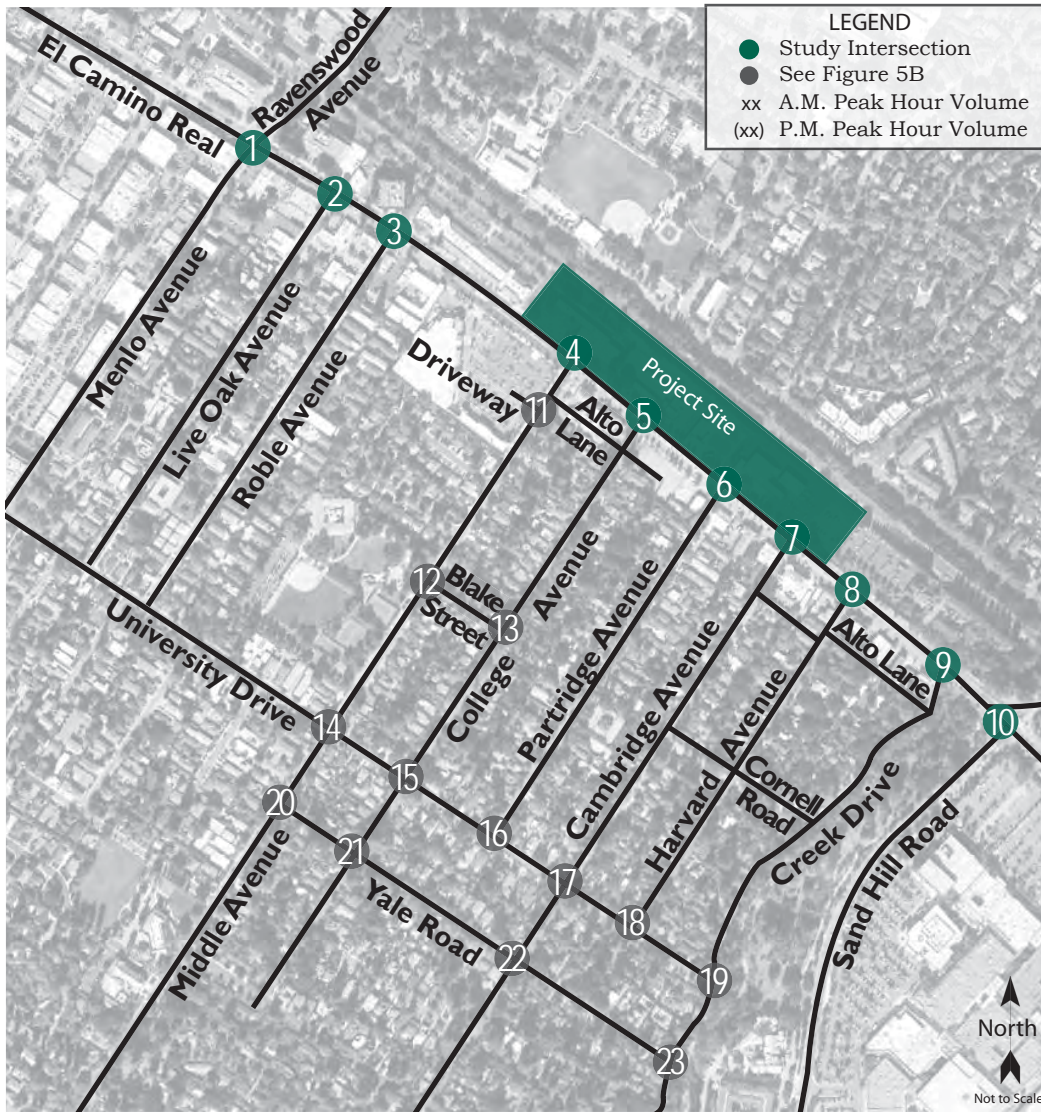 LEGEND
Study Intersection
See Figure 5B
xx A.M. Peak Hour Volume
(xx) P.M. Peak Hour Volume
El Camino Real
Ravenswood
Avenue
1
2
3
Menlo Avenue
Live Oak Avenue
Roble Avenue
Driveway
4
Project Site
11
Alto
Lane
5
6
7
8
12
Blake
Street
13
College
Avenue
Partridge Avenue
Cambridge Avenue
Harvard
Avenue
Alto Lane
9
10
University Drive
14
15
16
17
18
19
Cornell
Road
Creek Drive
Sand Hill Road
20
21
Middle Avenue
Yale Road
22
23
North
Not to Scale